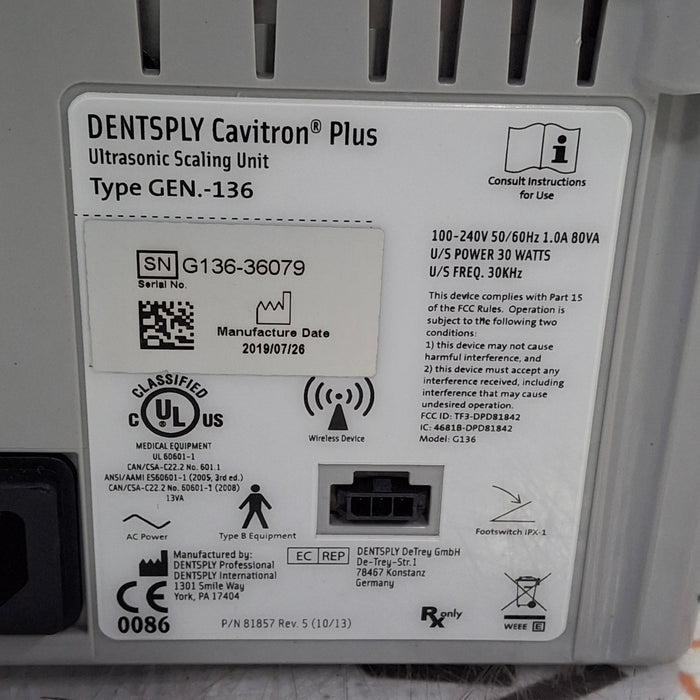 DENTSPLY Cavitron® Plus
Ultrasonic Scaling Unit
Type GEN.-136
Consult Instructions
for Use
SN G136-36079
Serial No.
Manufacture Date
2019/07/26
100-240V 50/60Hz 1.0A 80VA
U/S POWER 30 WATTS
U/S FREQ. 30KHz
This device complies with Part 15
of the FCC Rules. Operation is
subject to the following two
conditions:
1) this device may not cause
harmful interference, and
2) this device must accept any
interference received, including
interference that may cause
undesired operation.
FCC ID: TF3-DPD81842
IC: 4681B-DPD81842
Model: G136
CLASSIFIED
C UL US
MEDICAL EQUIPMENT
UL 60601-1
CAN/CSA-C22.2 No. 601.1
ANSI/AAMI ES60601-1 (2005, 3rd ed.)
CAN/CSA-C22.2 No. 60601-1 (2008)
13VA
Wireless Device
AC Power
Type B Equipment
Footswitch IPX-1
Manufactured by:
DENTSPLY Professional
DENTSPLY International
1301 Smile Way
York, PA 17404
EC REP
DENTSPLY DeTrey GmbH
De-Trey-Str.1
78467 Konstanz
Germany
CE
0086
P/N 81857 Rev. 5 (10/13)
Rx only
WEEE E